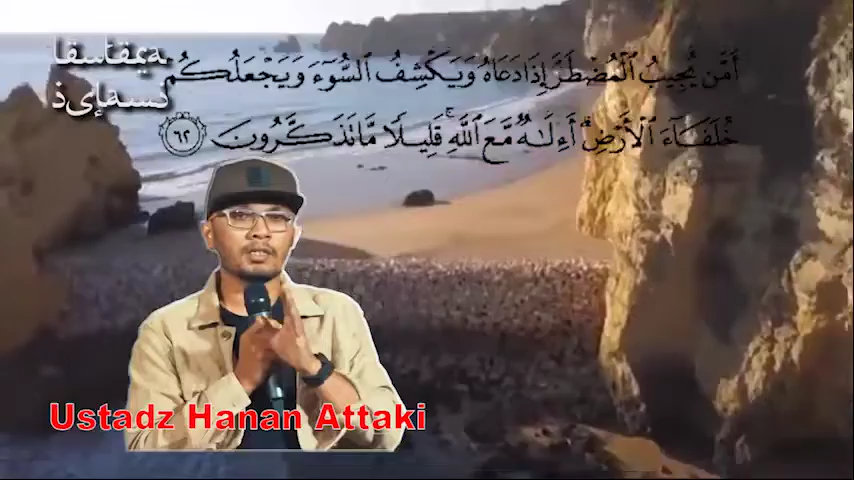 أَمَّن يُجِيبُ ٱلْمُضْطَرَّ إِذَا دَعَاهُ وَيَكْشِفُ ٱلسُّوٓءَ وَيَجْعَلُكُمْ
خُلَفَآءَ ٱلْأَرْضِ ۗ أَءِلَـٰهٌ مَّعَ ٱللَّهِ ۚ قَلِيلًا مَّا تَذَكَّرُونَ ٦٢
Ustadz Hanan Attaki